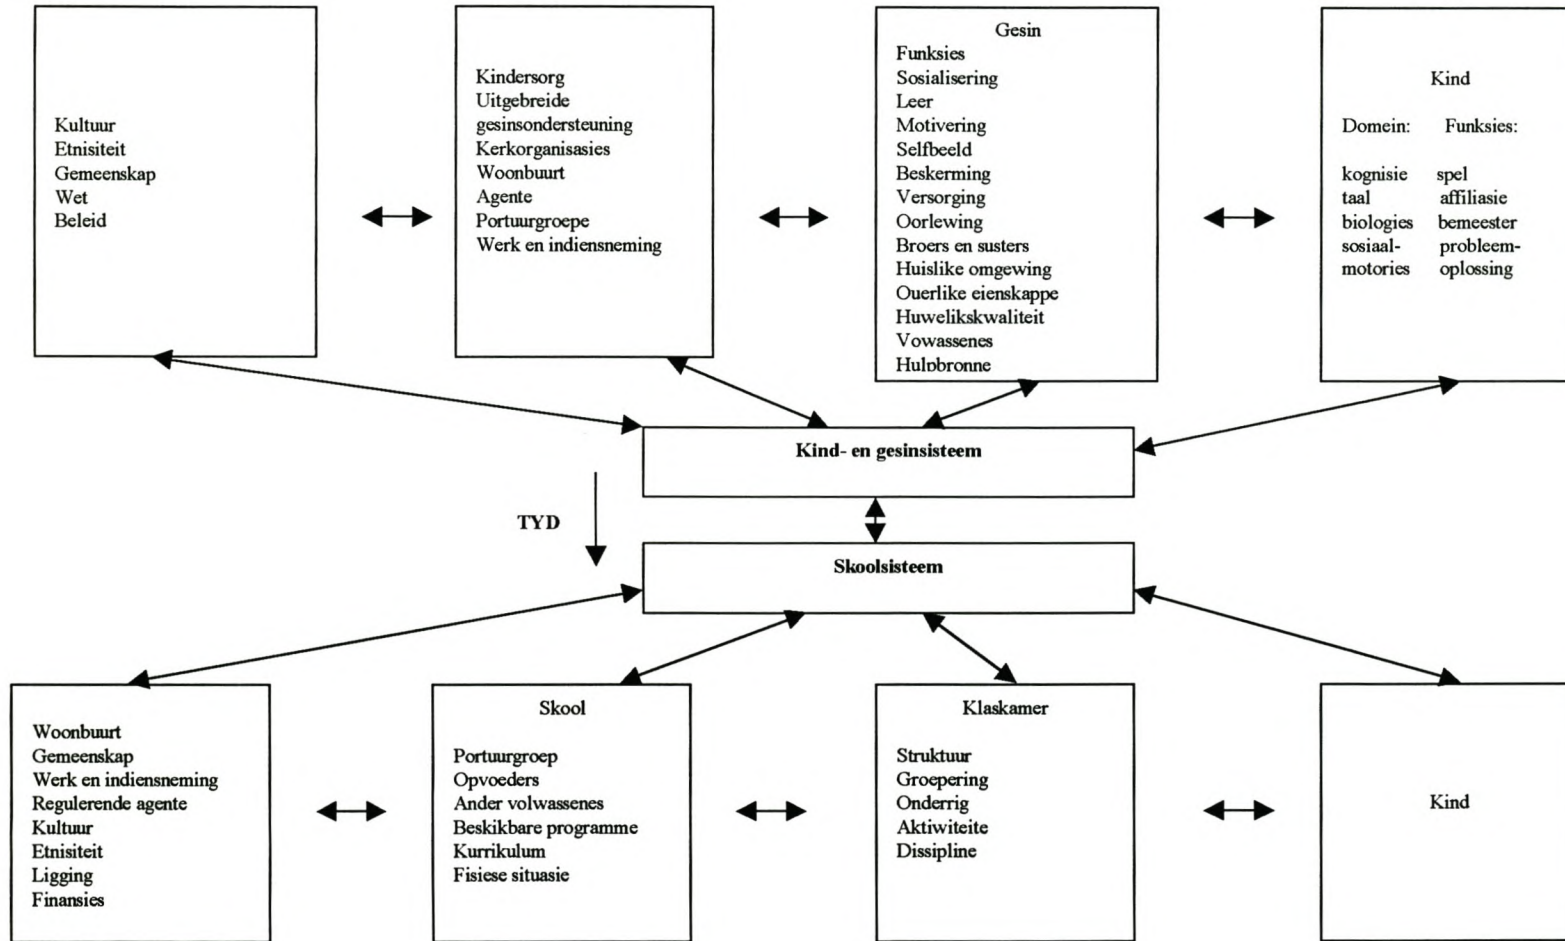 Kultuur
Etnisiteit
Gemeenskap
Wet
Beleid
Kindersorg
Uitgebreide
gesinsondersteuning
Kerkorganisasies
Woonbuurt
Agente
Portuurgroepe
Werk en indiensneming
Gesin
Funksies
Sosialisering
Leer
Motivering
Selfbeeld
Beskerming
Versorging
Oorlewing
Broers en susters
Huislike omgewing
Ouerlike eienskappe
Huwelikskwaliteit
Vowassenes
Hulpbronne
Kind
Domein: Funksies:
kognisie spel
taal affiliasie
biologies bemeester
sosiaal- probleem-
motories oplossing
Kind- en gesinsisteem
TYD
Skoolsisteem
Woonbuurt
Gemeenskap
Werk en indiensneming
Regulerende agente
Kultuur
Etnisiteit
Ligging
Finansies
Skool
Portuurgroep
Opvoeders
Ander volwassenes
Beskikbare programme
Kurrikulum
Fisiese situasie
Klaskamer
Struktuur
Groepering
Onderrig
Aktiwiteite
Dissipline
Kind